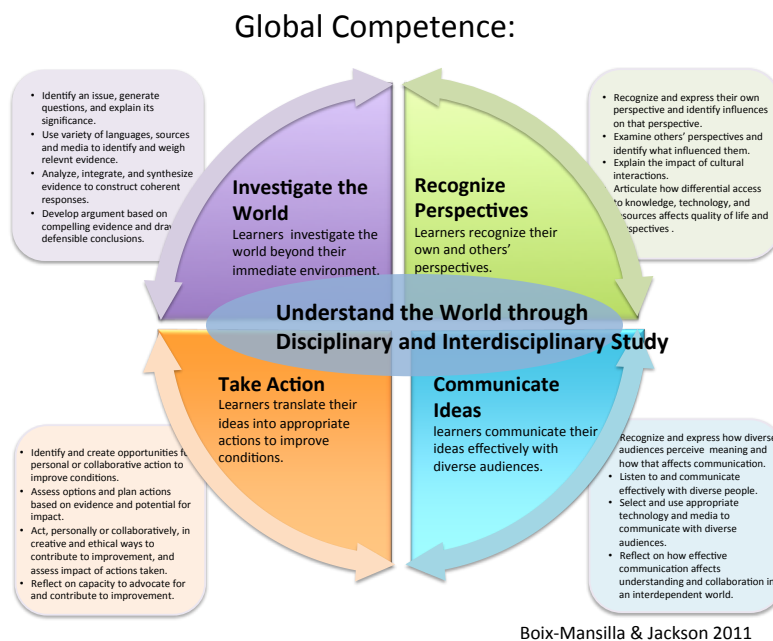 Global Competence:
• Identify an issue, generate
questions, and explain its
significance.
• Use variety of languages, sources
and media to identify and weigh
relevnt evidence.
• Analyze, integrate, and synthesize
evidence to construct coherent
responses.
• Develop argument based on
compelling evidence and draw
defensible conclusions.
Investigate the
World
Learners investigate the
world beyond their
immediate environment.
Recognize
Perspectives
Learners recognize their
own and others'
perspectives.
• Recognize and express their own
perspective and identify influences
on that perspective.
• Examine others' perspectives and
identify what influenced them.
• Explain the impact of cultural
interactions.
Articulate how differential access
to knowledge, technology, and
resources affects quality of life and
perspectives .
Understand the World through
Disciplinary and Interdisciplinary Study
Take Action
Learners translate their
ideas into appropriate
actions to improve
conditions.
Communicate
Ideas
learners communicate their
ideas effectively with
diverse audiences.
• Identify and create opportunities for
personal or collaborative action to
improve conditions.
• Assess options and plan actions
based on evidence and potential for
impact.
• Act, personally or collaboratively, in
creative and ethical ways to
contribute to improvement, and
assess impact of actions taken.
• Reflect on capacity to advocate for
and contribute to improvement.
Recognize and express how diverse
audiences perceive meaning and
how that affects communication.
• Listen to and communicate
effectively with diverse people.
• Select and use appropriate
technology and media to
communicate with diverse
audiences.
• Reflect on how effective
communication affects
understanding and collaboration in
an interdependent world.
Boix-Mansilla & Jackson 2011